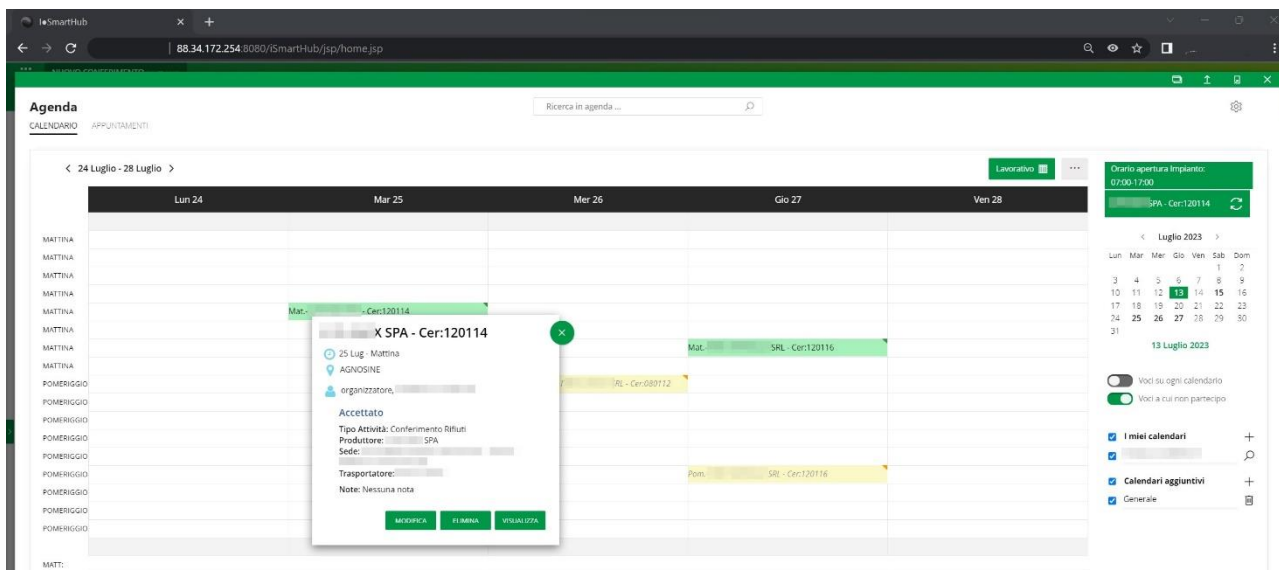 I●SmartHub
88.34.172.254:8080/iSmartHub/jsp/home.jsp
NUOVO CONFERIMENTO
Agenda
Ricerca in agenda ...
CALENDARIO APPUNTAMENTI
24 Luglio - 28 Luglio
Lavorativo
Lun 24 Mar 25 Mer 26 Gio 27 Ven 28
MATTINA
MATTINA
MATTINA
MATTINA
MATTINA
MATTINA
MATTINA
MATTINA
POMERIGGIO
POMERIGGIO
POMERIGGIO
POMERIGGIO
POMERIGGIO
POMERIGGIO
POMERIGGIO
POMERIGGIO
POMERIGGIO
MATT:
Mat.- - Cer:120114
Mat.- SRL - Cer:120116
RL - Cer:080112
Pom. SRL - Cer:120116
X SPA - Cer:120114
25 Lug - Mattina
AGNOSINE
organizzatore,
Accettato
Tipo Attività: Conferimento Rifiuti
Produttore: SPA
Sede:
Trasportatore:
Note: Nessuna nota
MODIFICA ELIMINA VISUALIZZA
Orario apertura Impianto:
07:00-17:00
SPA - Cer:120114
Luglio 2023
Lun Mar Mer Gio Ven Sab Dom
1 2
3 4 5 6 7 8 9
10 11 12 13 14 15 16
17 18 19 20 21 22 23
24 25 26 27 28 29 30
31
13 Luglio 2023
Voci su ogni calendario
Voci a cui non partecipo
I miei calendari
Calendari aggiuntivi
Generale